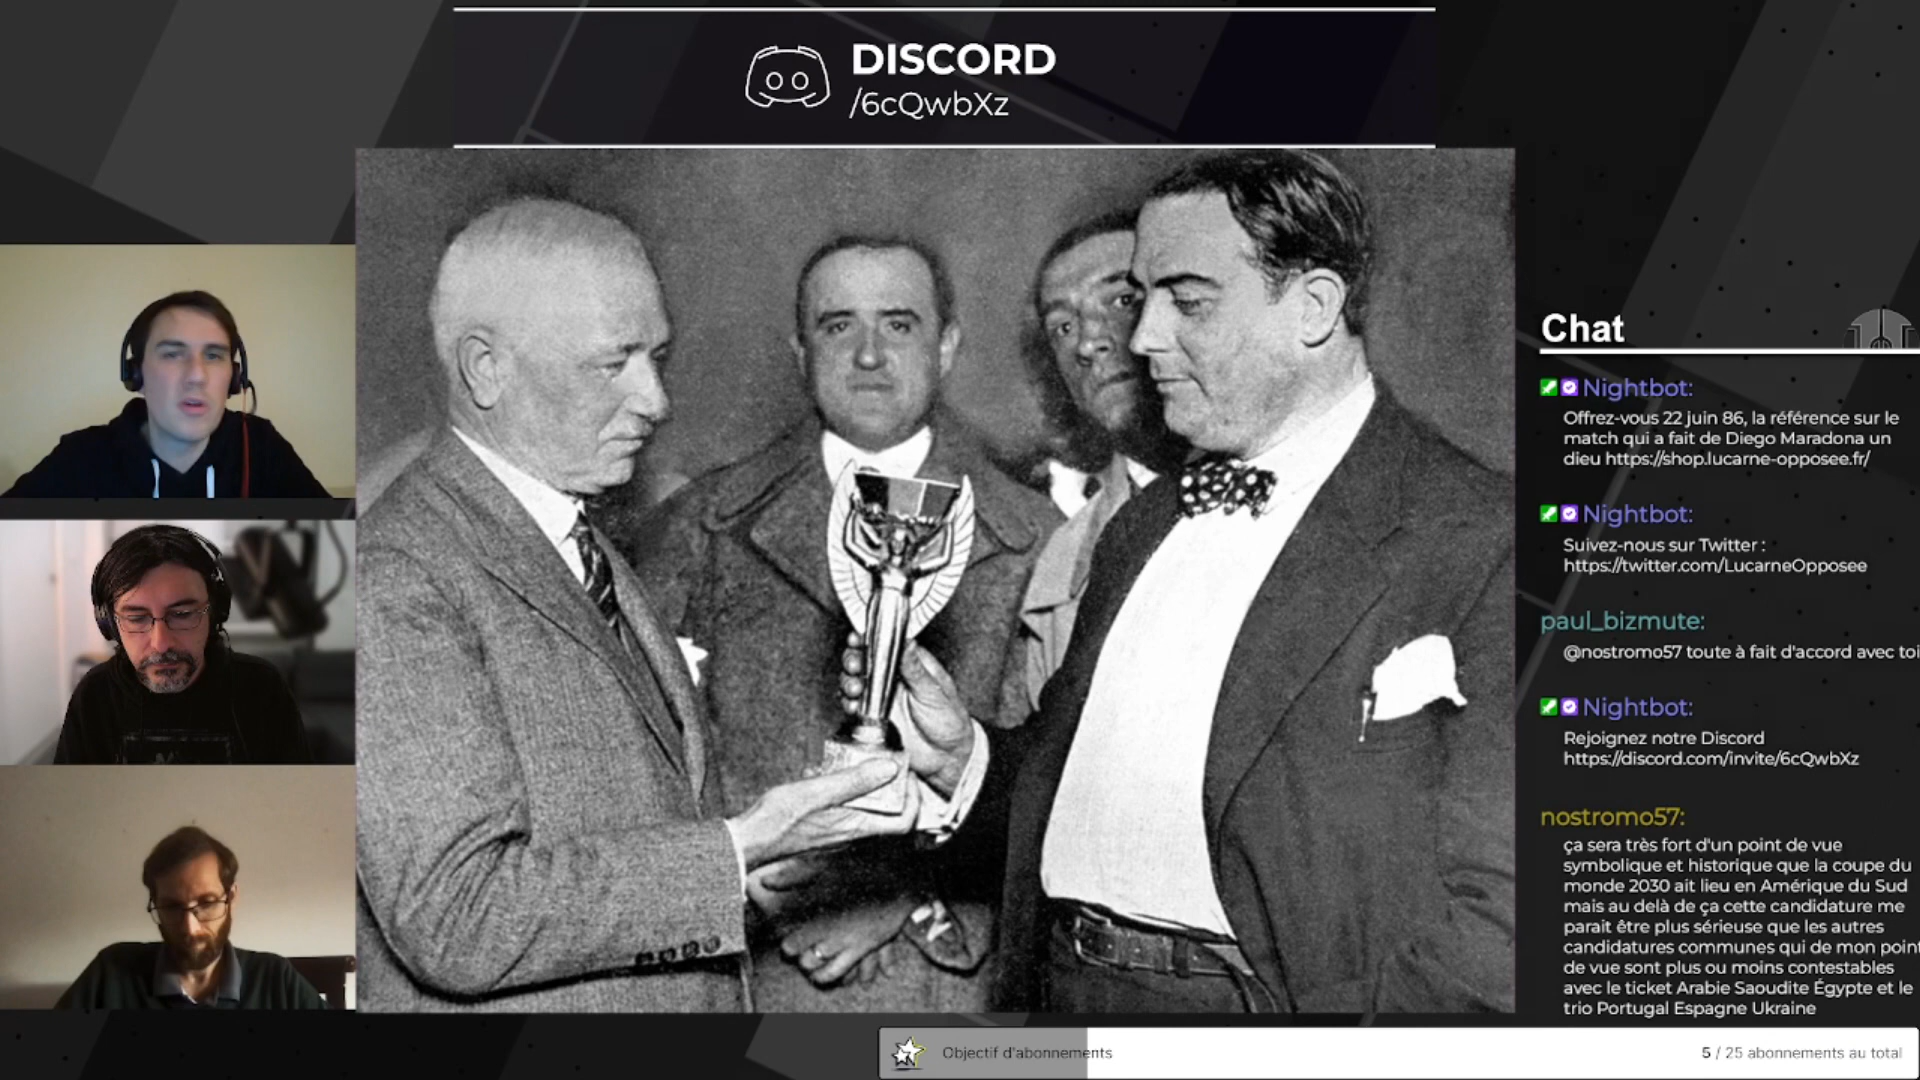 DISCORD
/6cQwbXz
Chat
Nightbot:
Offrez-vous 22 juin 86, la référence sur le
match qui a fait de Diego Maradona un
dieu https://shop.lucarne-opposee.fr/
Nightbot:
Suivez-nous sur Twitter :
https://twitter.com/LucarneOpposee
paul_bizmute:
@nostromo57 toute à fait d'accord avec toi
Nightbot:
Rejoignez notre Discord
https://discord.com/invite/6cQwbXz
nostromo57:
ça sera très fort d'un point de vue
symbolique et historique que la coupe du
monde 2030 ait lieu en Amérique du Sud
mais au delà de ça cette candidature me
parait être plus sérieuse que les autres
candidatures communes qui de mon point
de vue sont plus ou moins contestables
avec le ticket Arabie Saoudite Égypte et le
trio Portugal Espagne Ukraine
Objectif d'abonnements
5 / 25 abonnements au total